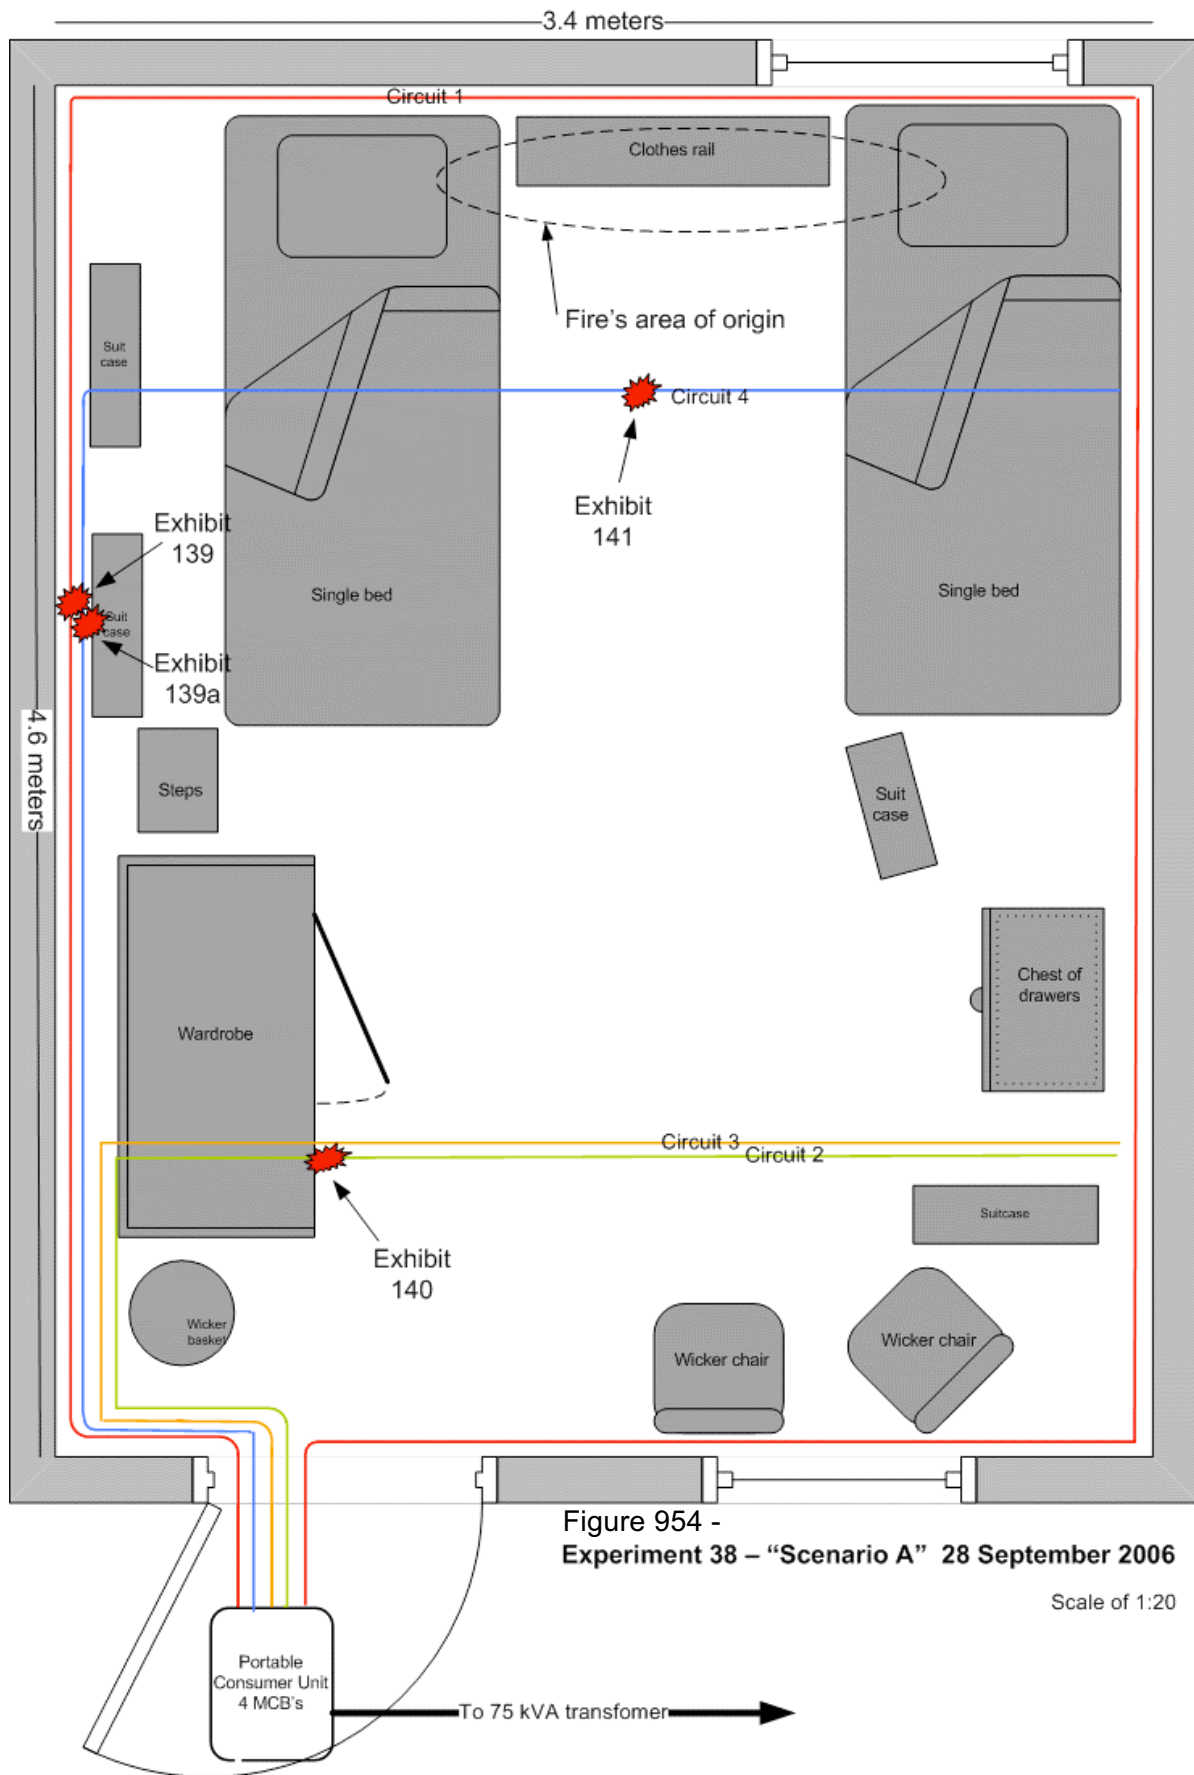 3.4 meters
Circuit 1
Clothes rail
Fire's area of origin
Suit
case
Circuit 4
Exhibit
141
Exhibit
139
Single bed
Single bed
Suit
case
Exhibit
139a
4.6 meters
Steps
Suit
case
Chest of
drawers
Wardrobe
Circuit 3
Circuit 2
Suitcase
Exhibit
140
Wicker
basket
Wicker chair
Wicker chair
Figure 954 -
Experiment 38 – “Scenario A” 28 September 2006
Scale of 1:20
Portable
Consumer Unit
4 MCB's
To 75 kVA transfomer